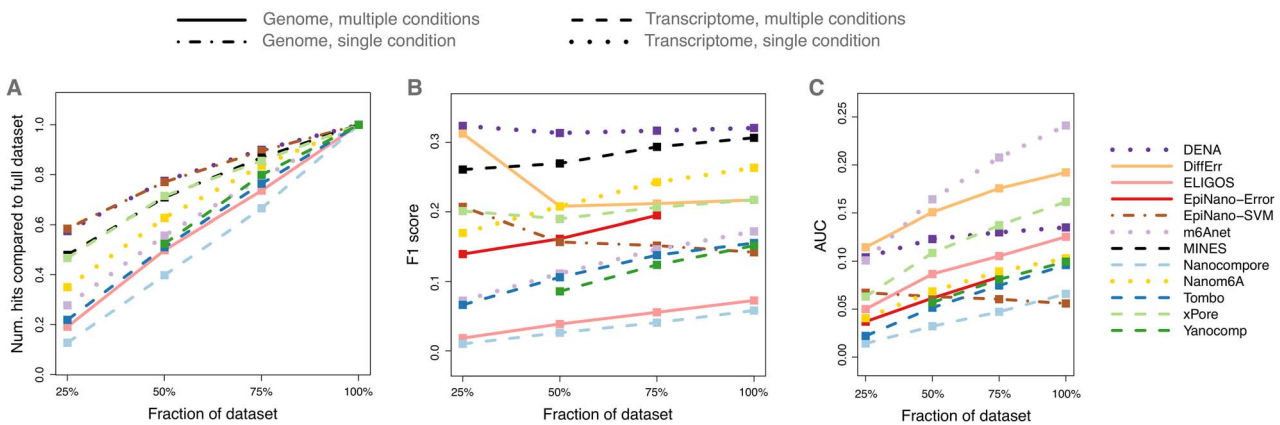 Genome, multiple conditions
Transcriptome, multiple conditions
Genome, single condition
Transcriptome, single condition
A
Num. hits compared to full dataset
1.0
0.8
0.6
0.4
0.2
0.0
25%
50%
75%
100%
Fraction of dataset
B
F1 score
0.3
0.2
0.1
0.0
25%
50%
75%
100%
Fraction of dataset
C
AUC
0.25
0.20
0.15
0.10
0.05
0.00
25%
50%
75%
100%
Fraction of dataset
DENA
DiffErr
ELIGOS
EpiNano-Error
EpiNano-SVM
m6Anet
MINES
Nanocompore
Nanom6A
Tombo
xPore
Yanocomp